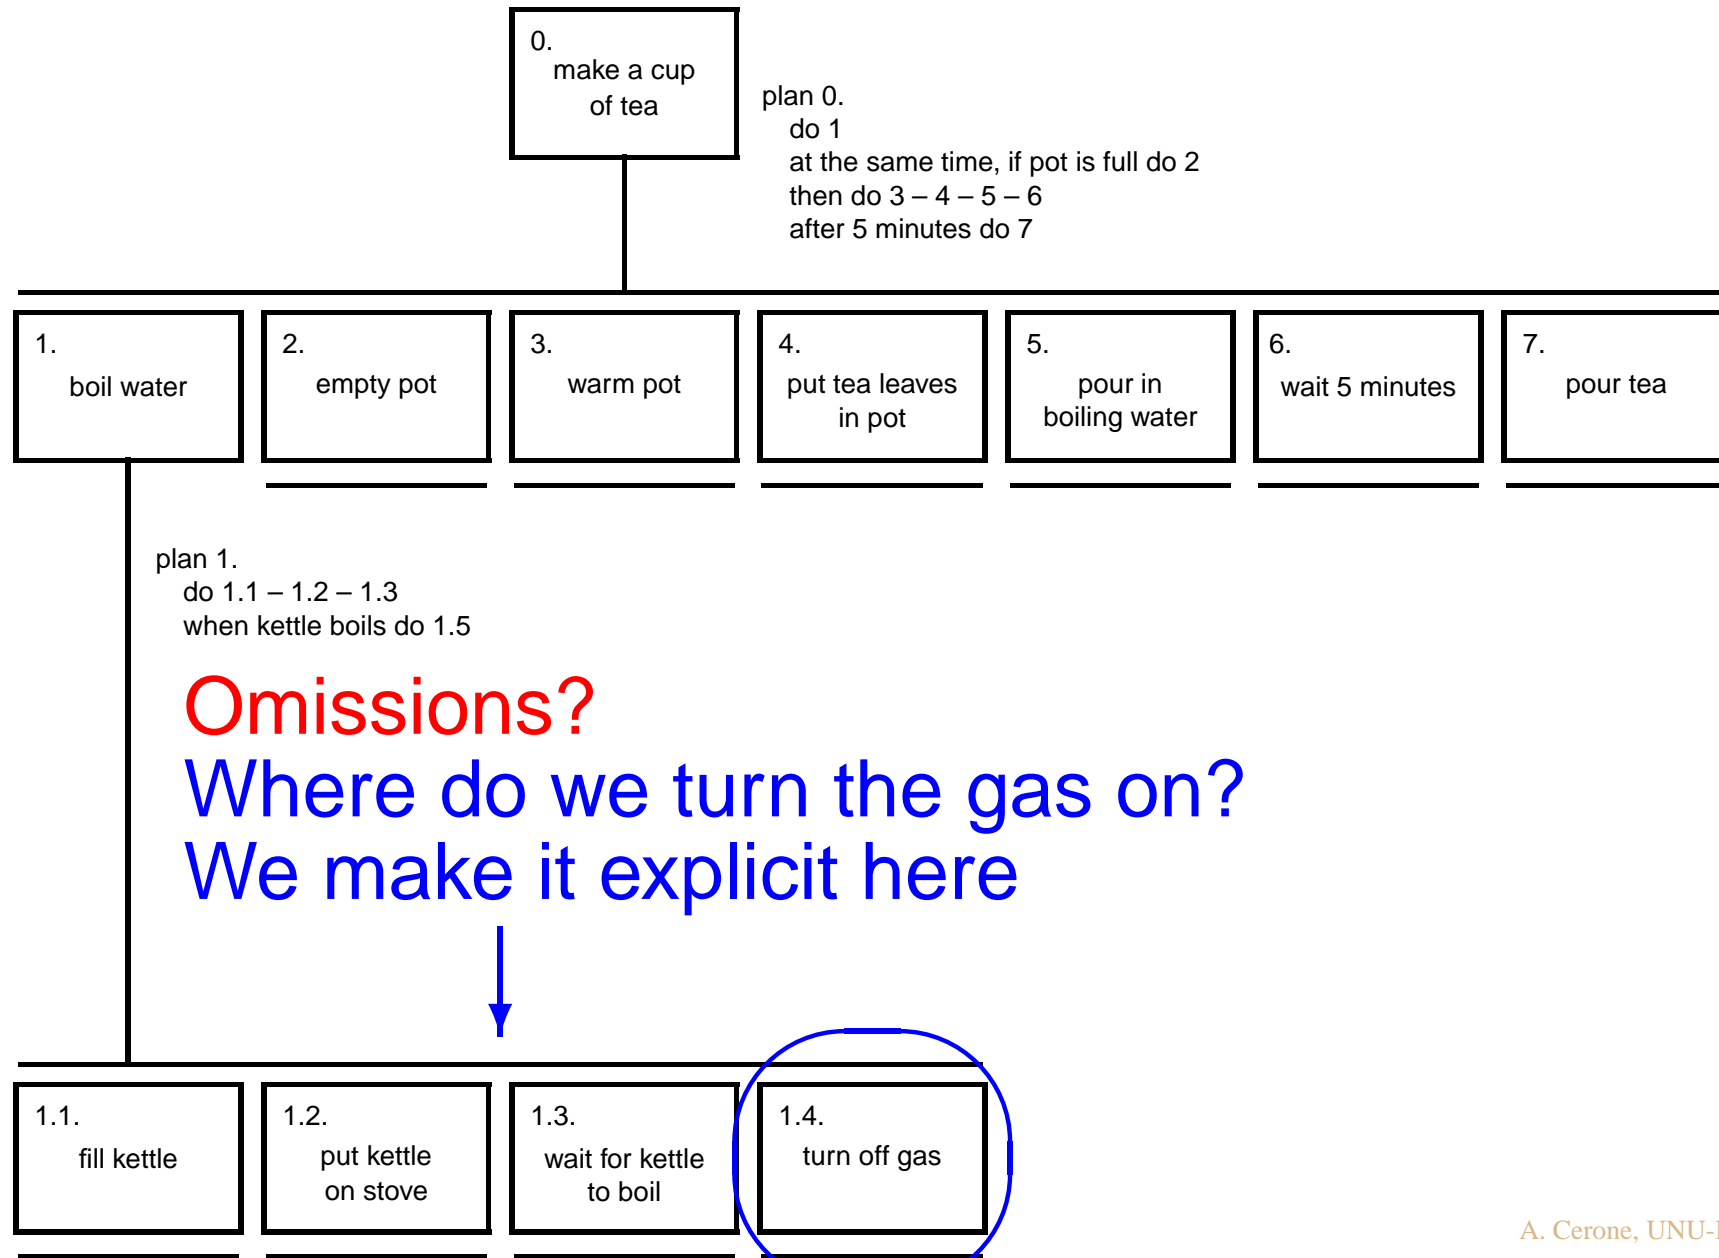 0.
make a cup
of tea
plan 0.
do 1
at the same time, if pot is full do 2
then do 3 – 4 – 5 – 6
after 5 minutes do 7
1.
boil water
2.
empty pot
3.
warm pot
4.
put tea leaves
in pot
5.
pour in
boiling water
6.
wait 5 minutes
7.
pour tea
plan 1.
do 1.1 – 1.2 – 1.3
when kettle boils do 1.5
Omissions?
Where do we turn the gas on?
We make it explicit here
1.1.
fill kettle
1.2.
put kettle
on stove
1.3.
wait for kettle
to boil
1.4.
turn off gas
A. Cerone, UNU-